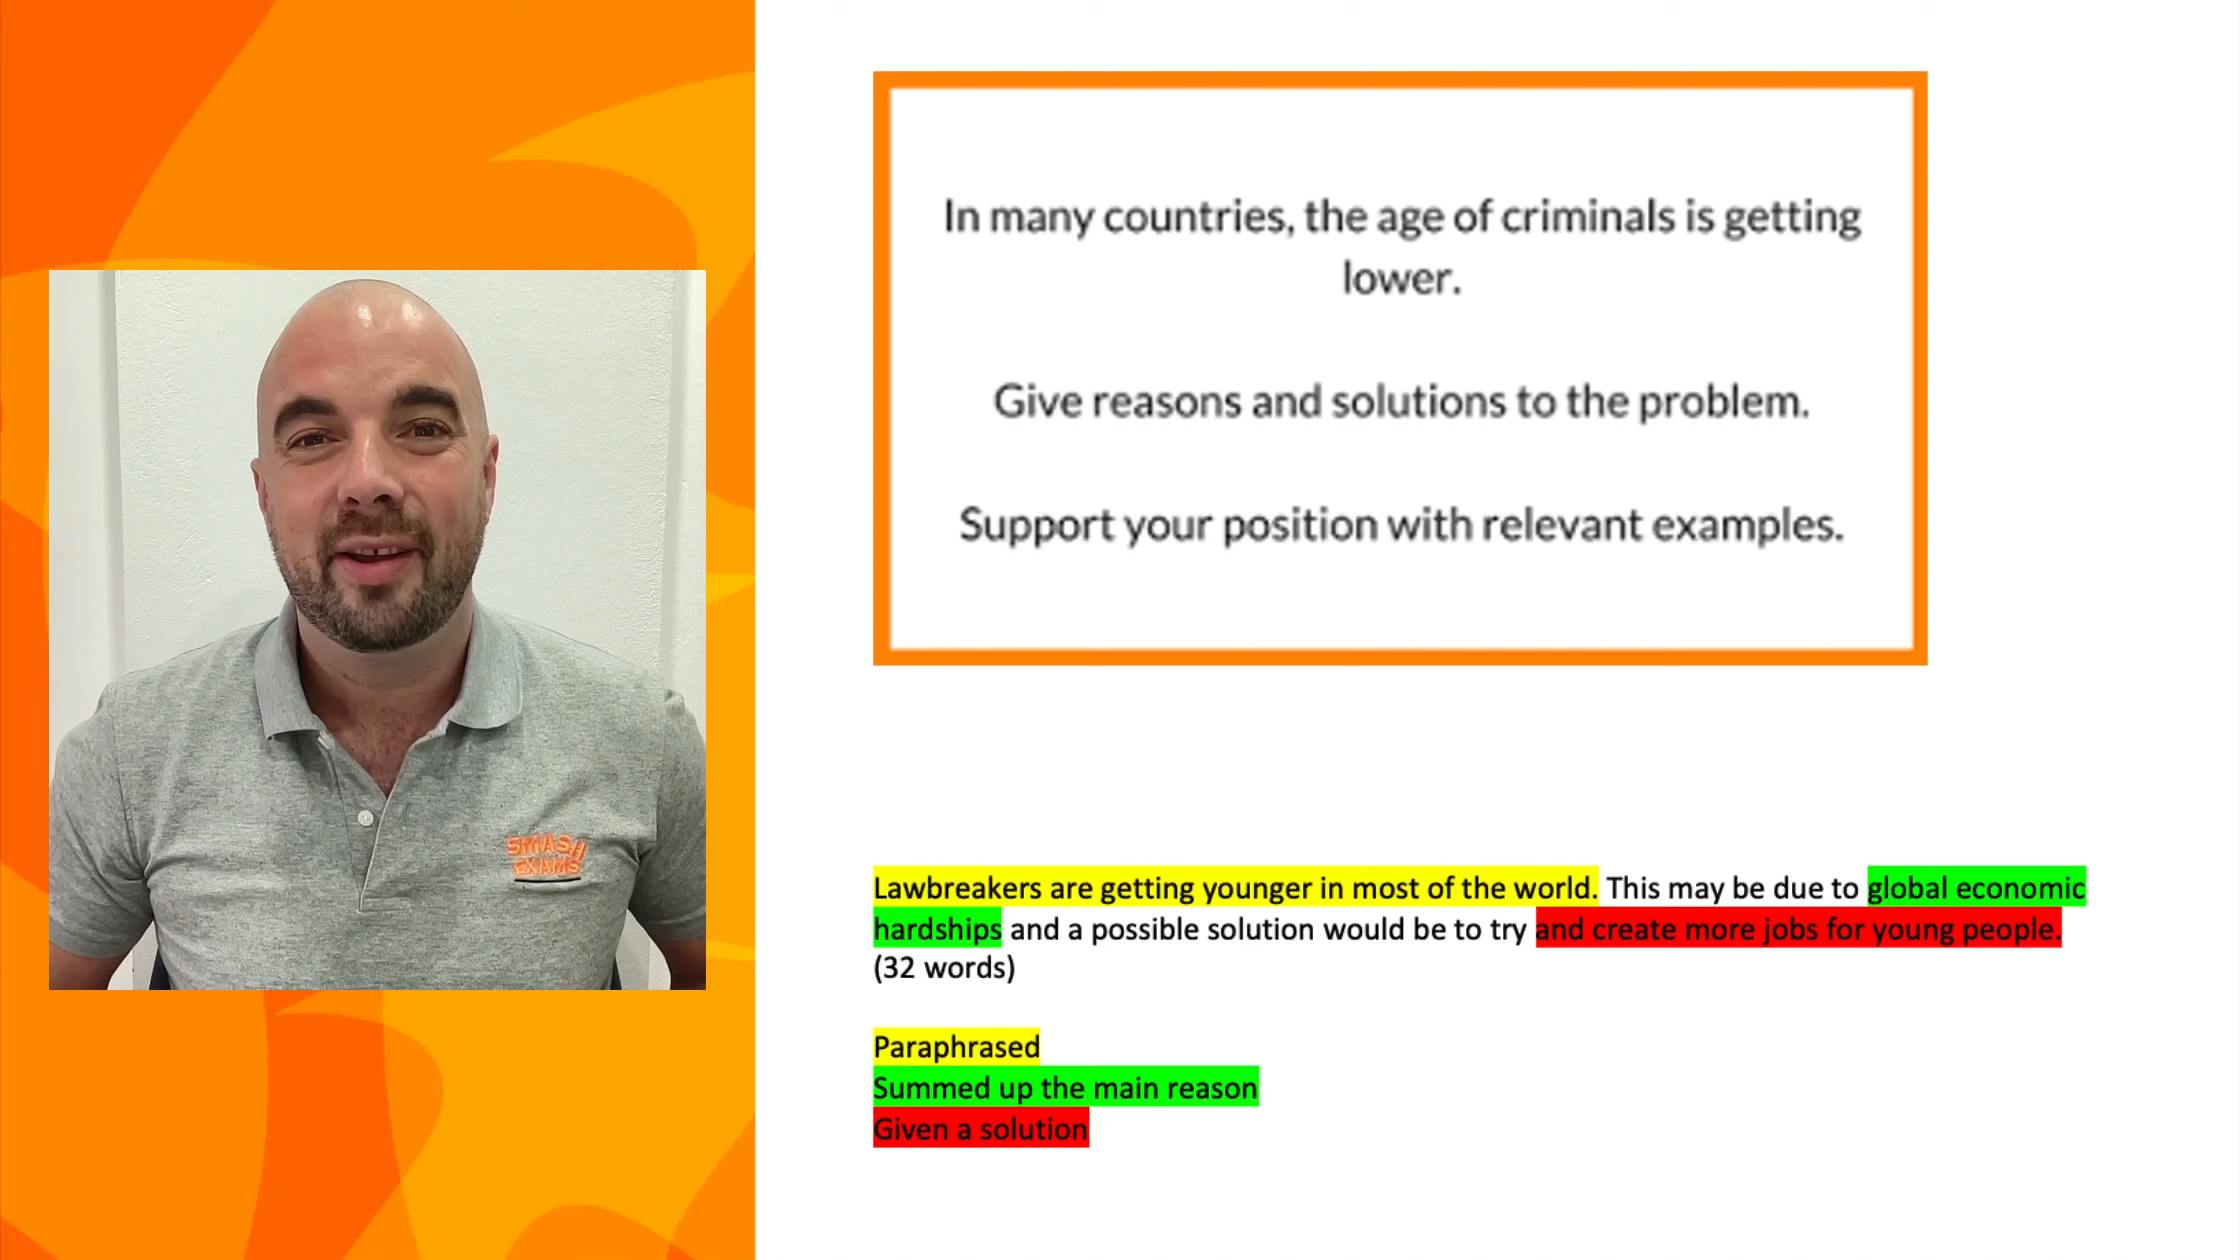 In many countries, the age of criminals is getting
lower.
Give reasons and solutions to the problem.
Support your position with relevant examples.
SMASH
EXAMS
Lawbreakers are getting younger in most of the world. This may be due to global economic
hardships and a possible solution would be to try and create more jobs for young people.
(32 words)
Paraphrased
Summed up the main reason
Given a solution